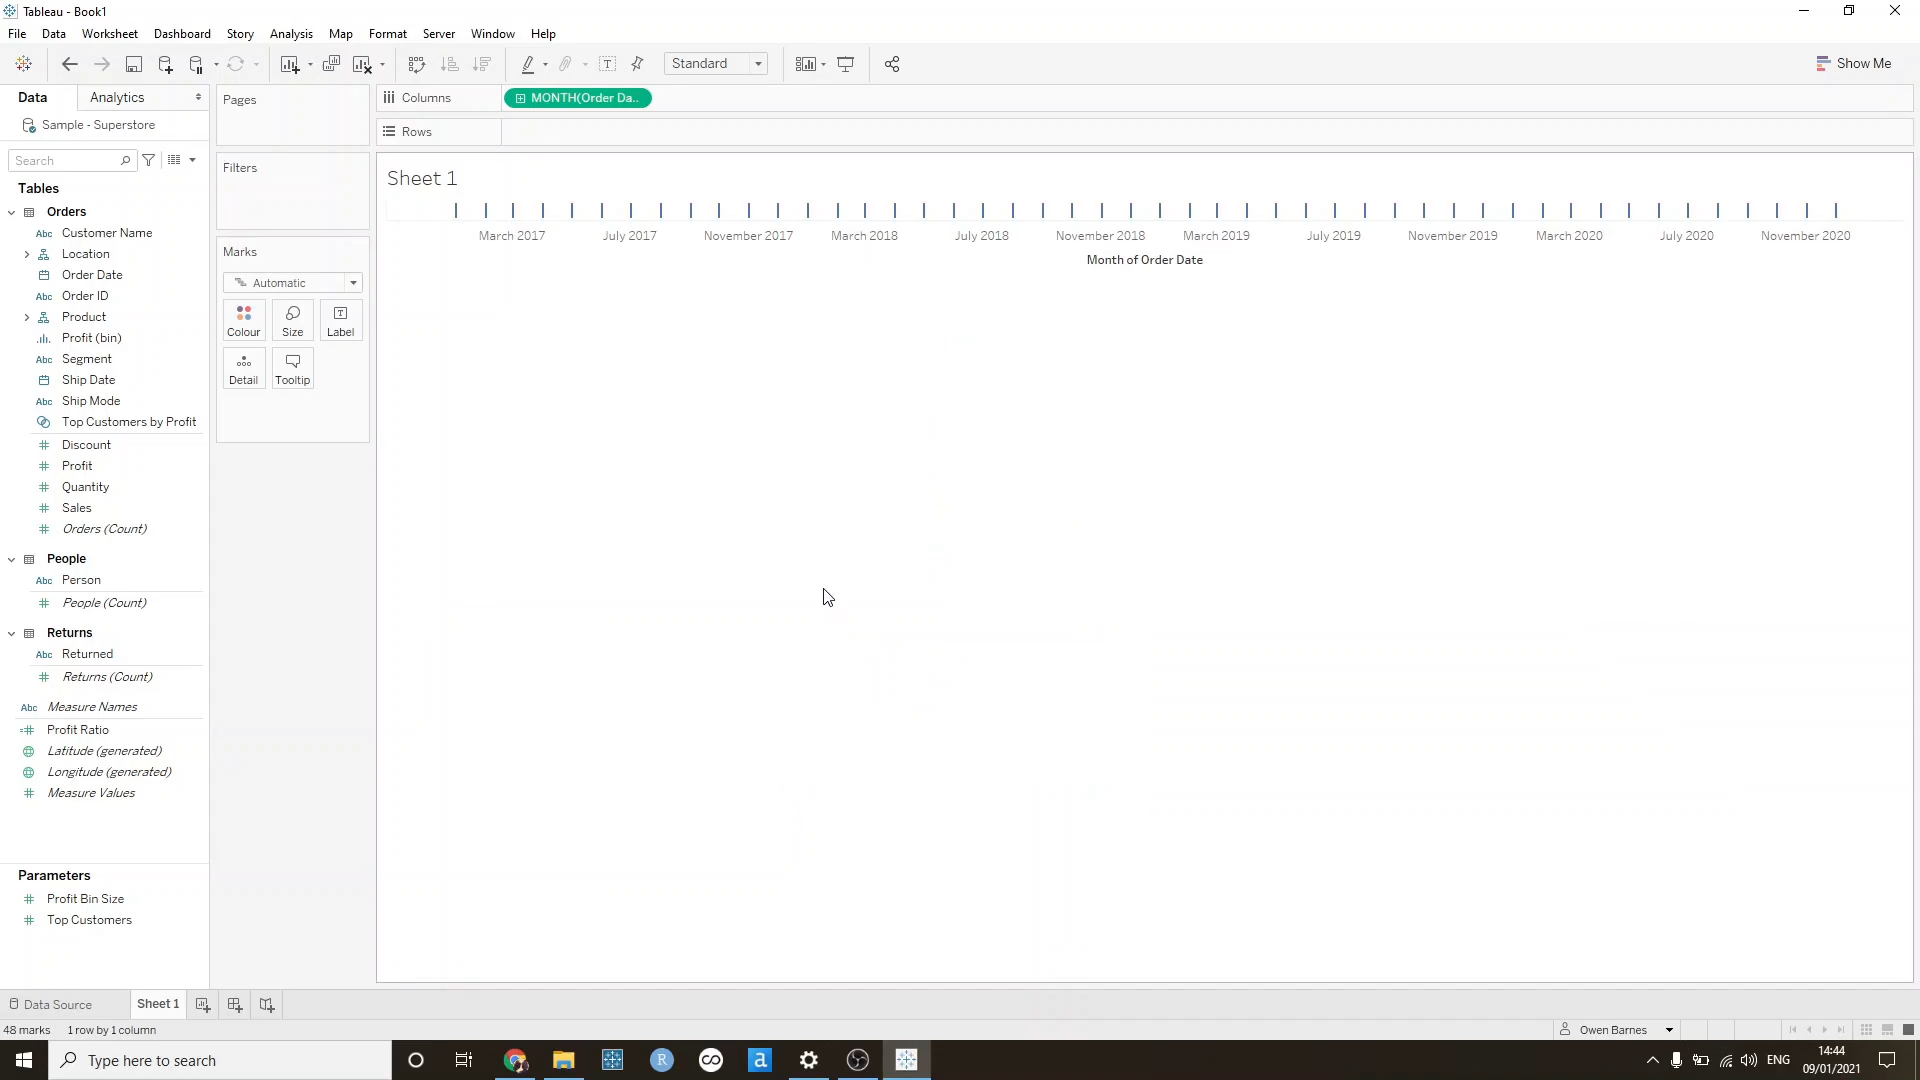 Tableau - Book1
File Data Worksheet Dashboard Story Analysis Map Format Server Window Help
Standard
Show Me
Data Analytics
Sample - Superstore
Search
Tables
Orders
Abc Customer Name
Location
Order Date
Abc Order ID
Product
Profit (bin)
Abc Segment
Ship Date
Abc Ship Mode
Top Customers by Profit
Discount
Profit
Quantity
Sales
Orders (Count)
People
Abc Person
People (Count)
Returns
Abc Returned
Returns (Count)
Abc Measure Names
Profit Ratio
Latitude (generated)
Longitude (generated)
Measure Values
Parameters
Profit Bin Size
Top Customers
Pages
Filters
Marks
Automatic
Colour Size Label
Detail Tooltip
Columns MONTH(Order Da..
Rows
Sheet 1
March 2017 July 2017 November 2017 March 2018 July 2018 November 2018 March 2019 July 2019 November 2019 March 2020 July 2020 November 2020
Month of Order Date
Data Source Sheet 1
48 marks 1 row by 1 column
Owen Barnes
Type here to search
R
a
ENG
14:44
09/01/2021